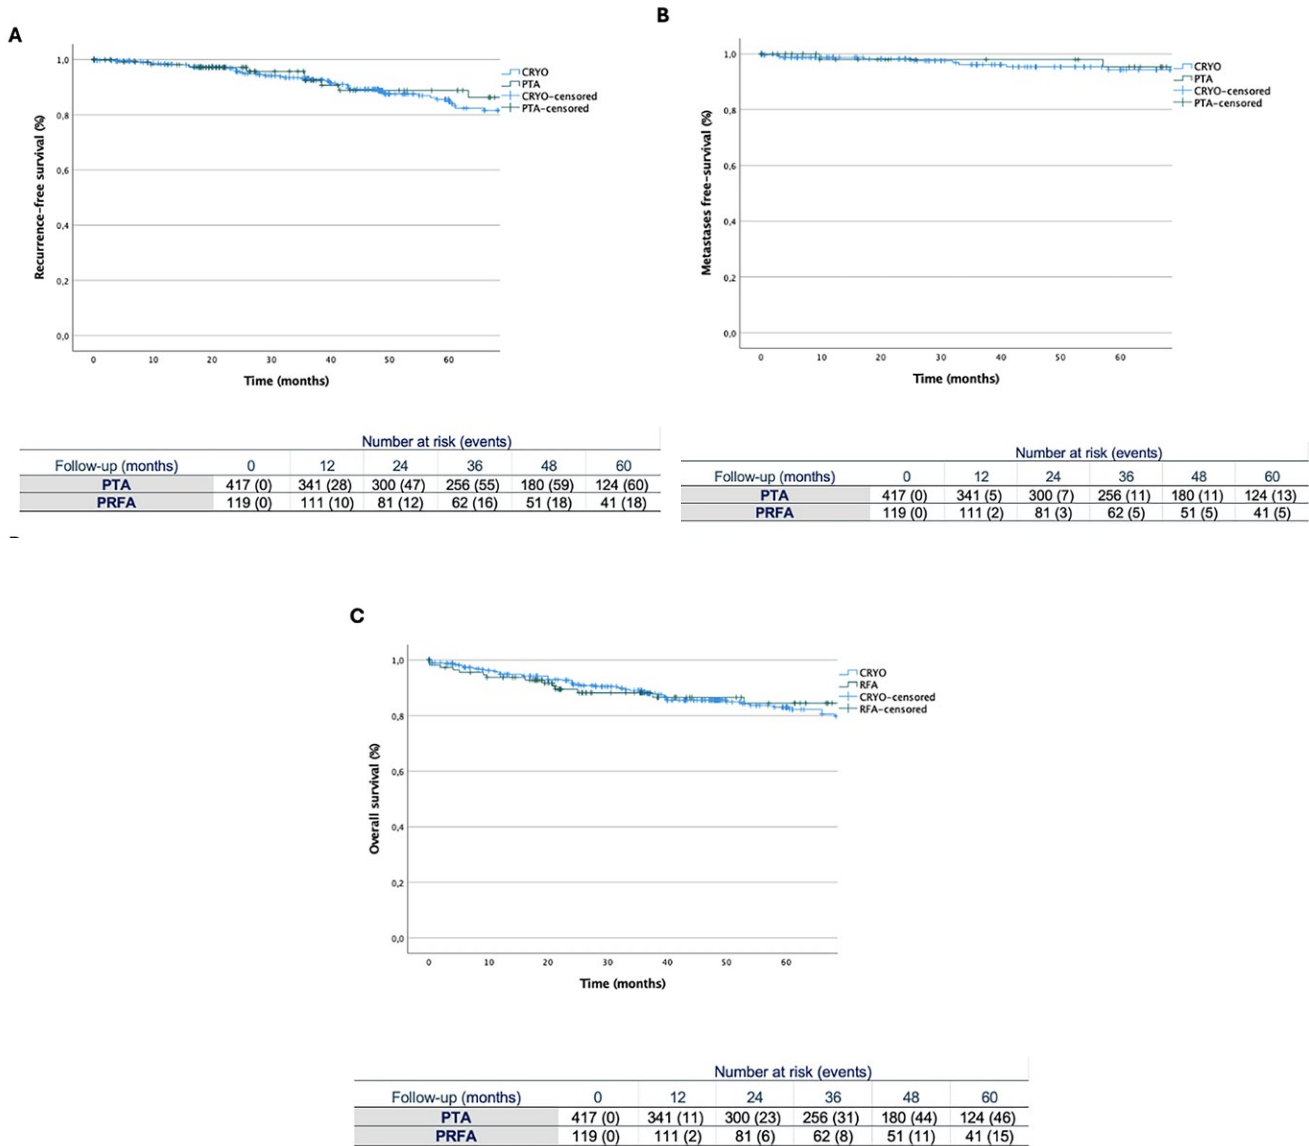 A
Recurrence-free survival (%)
1,0
0,8
0,6
0,4
0,2
0,0
0 10 20 30 40 50 60
Time (months)
CRYO
PTA
CRYO-censored
PTA-censored
Number at risk (events)
Follow-up (months) 0 12 24 36 48 60
PTA 417 (0) 341 (28) 300 (47) 256 (55) 180 (59) 124 (60)
PRFA 119 (0) 111 (10) 81 (12) 62 (16) 51 (18) 41 (18)
B
Metastases free-survival (%)
1,0
0,8
0,6
0,4
0,2
0,0
0 10 20 30 40 50 60
Time (months)
CRYO
PTA
CRYO-censored
PTA-censored
Number at risk (events)
Follow-up (months) 0 12 24 36 48 60
PTA 417 (0) 341 (5) 300 (7) 256 (11) 180 (11) 124 (13)
PRFA 119 (0) 111 (2) 81 (3) 62 (5) 51 (5) 41 (5)
C
Overall survival (%)
1,0
0,8
0,6
0,4
0,2
0,0
0 10 20 30 40 50 60
Time (months)
CRYO
RFA
CRYO-censored
RFA-censored
Number at risk (events)
Follow-up (months) 0 12 24 36 48 60
PTA 417 (0) 341 (11) 300 (23) 256 (31) 180 (44) 124 (46)
PRFA 119 (0) 111 (2) 81 (6) 62 (8) 51 (11) 41 (15)